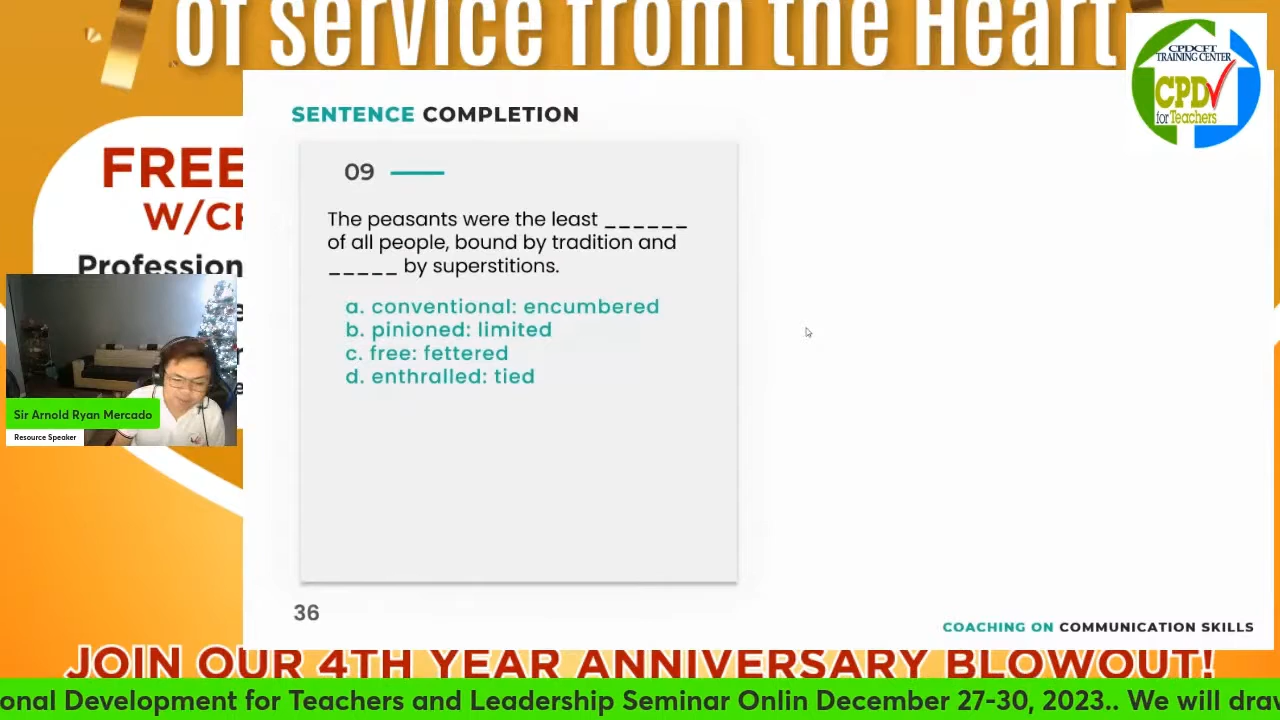 of service from the Heart
CPDCFT
TRAINING CENTER
CPD
for Teachers
FREE
Profession
SENTENCE COMPLETION
09
The peasants were the least ______
of all people, bound by tradition and
_____ by superstitions.
a. conventional: encumbered
b. pinioned: limited
c. free: fettered
d. enthralled: tied
Sir Arnold Ryan Mercado
Resource Speaker
36
COACHING ON COMMUNICATION SKILLS
JOIN OUR 4TH YEAR ANNIVERSARY BLOWOUT!
onal Development for Teachers and Leadership Seminar Onlin December 27-30, 2023.. We will drav